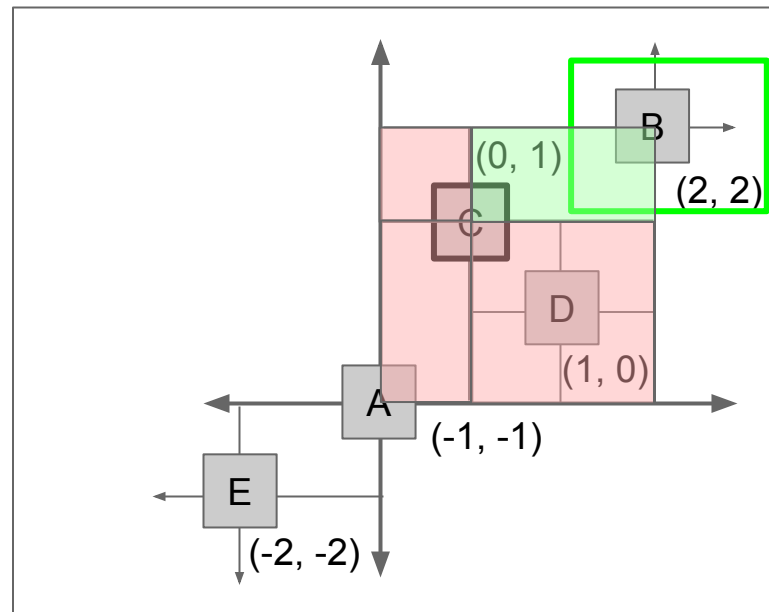 B
(0, 1)
(2, 2)
C
D
(1, 0)
A
(-1, -1)
E
(-2, -2)